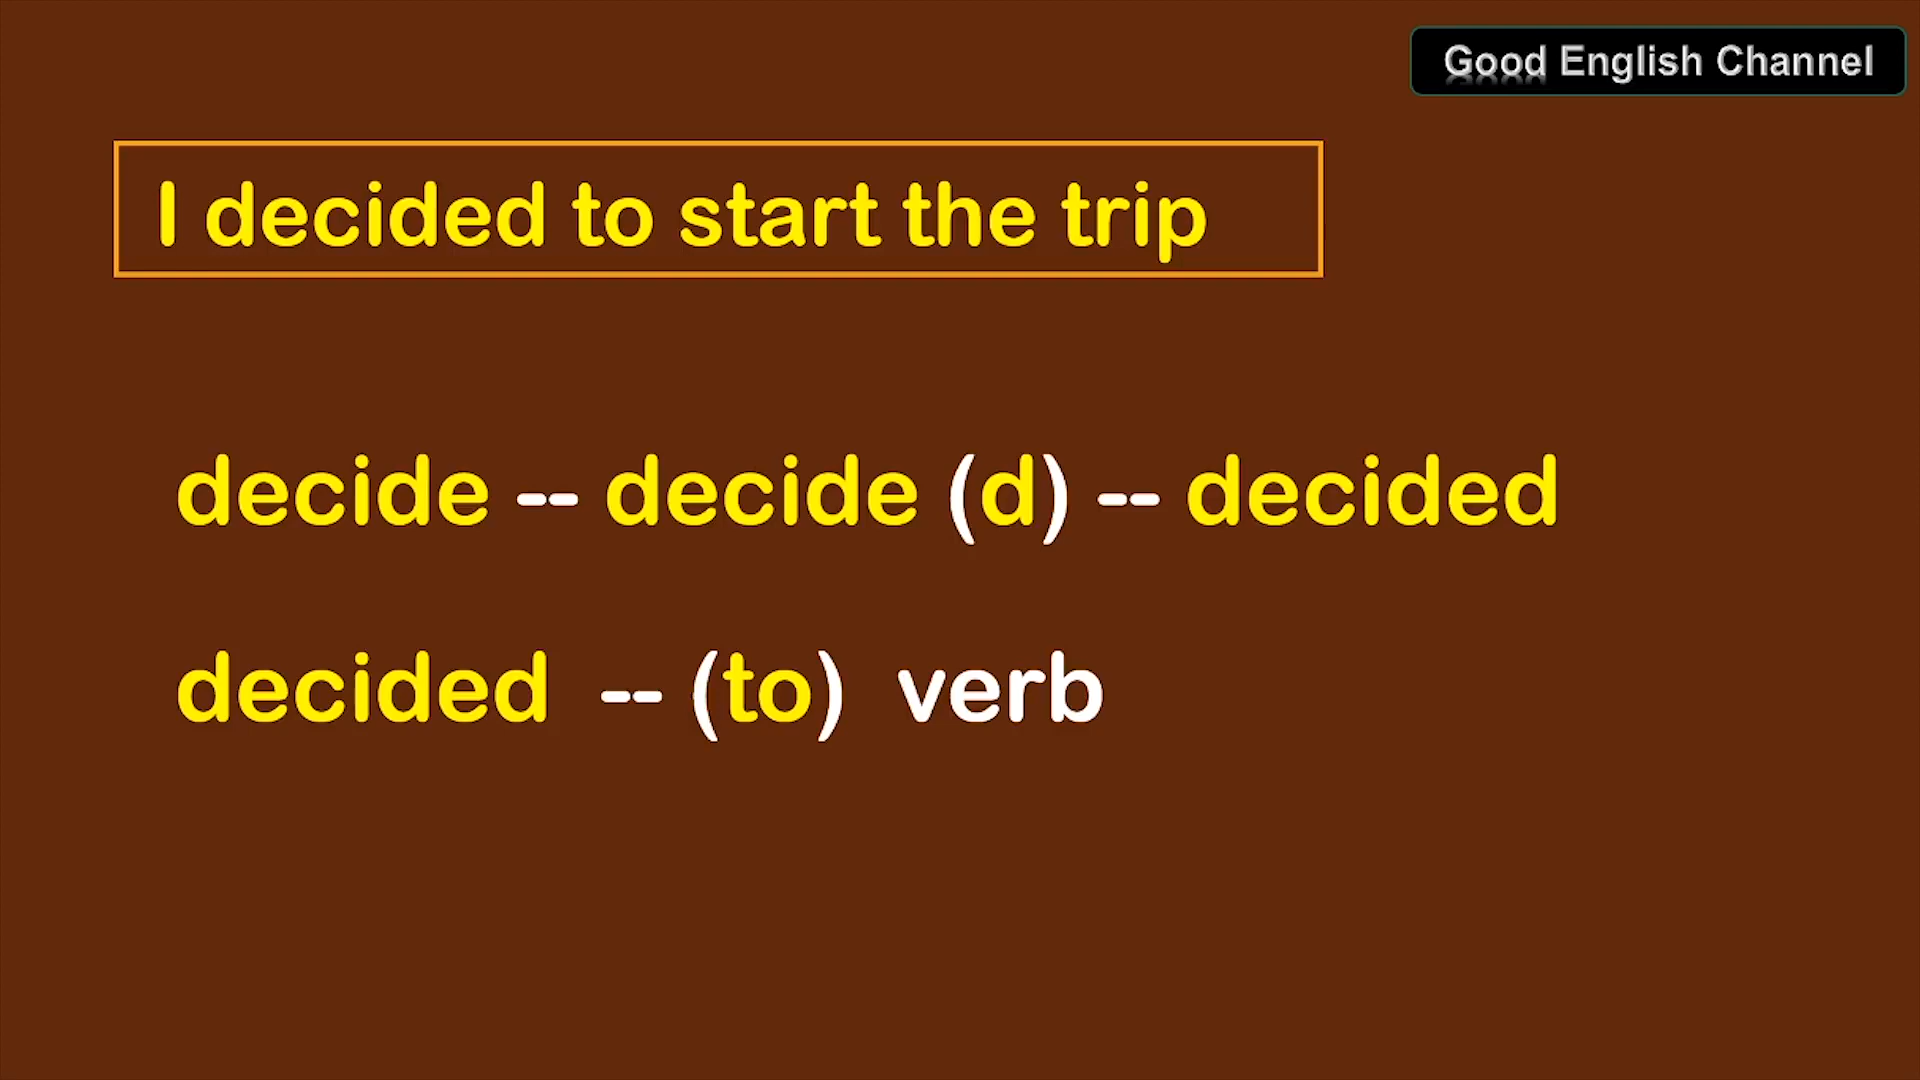 Good English Channel
I decided to start the trip
decide -- decide (d) -- decided
decided -- (to) verb